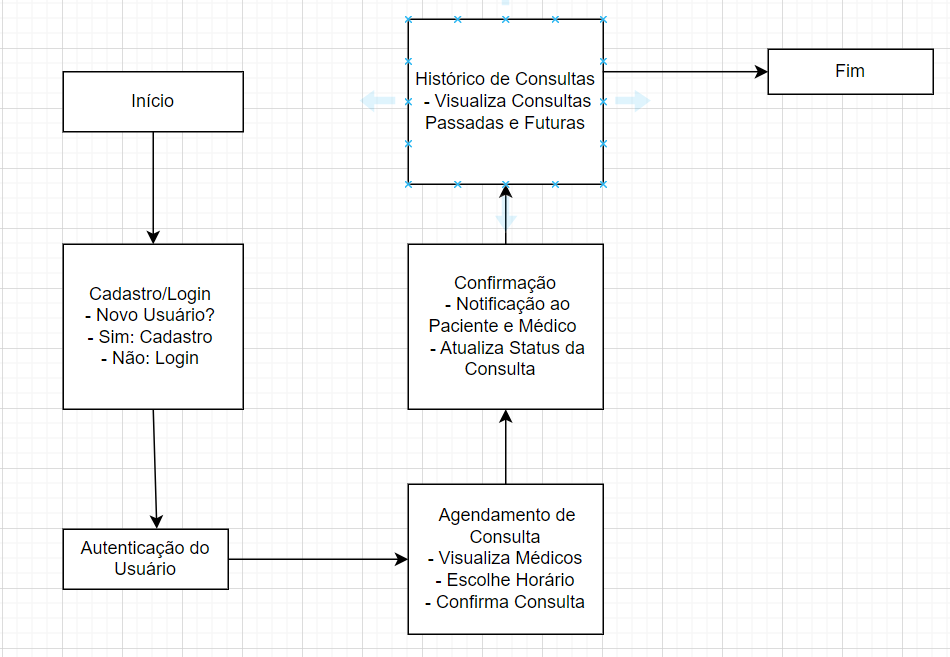 Início
Cadastro/Login
- Novo Usuário?
- Sim: Cadastro
- Não: Login
Autenticação do
Usuário
Agendamento de
Consulta
- Visualiza Médicos
- Escolhe Horário
- Confirma Consulta
Confirmação
- Notificação ao
Paciente e Médico
- Atualiza Status da
Consulta
Histórico de Consultas
- Visualiza Consultas
Passadas e Futuras
Fim